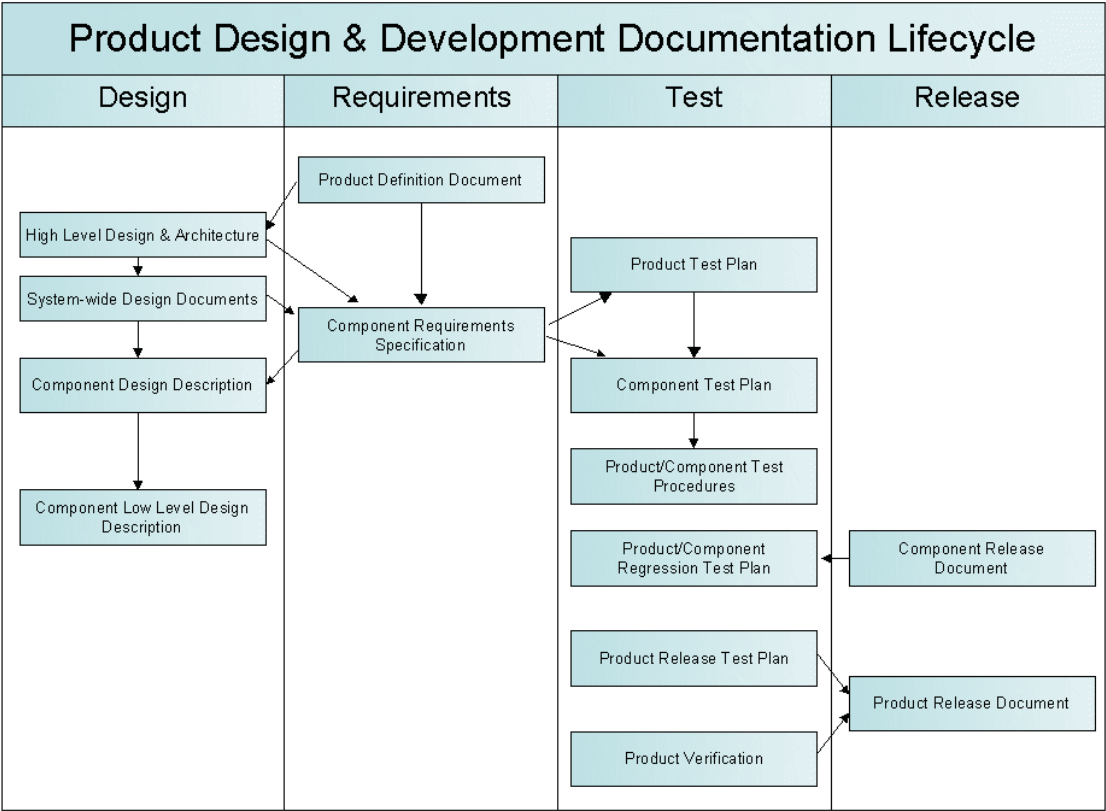 Product Design & Development Documentation Lifecycle
Design
Requirements
Test
Release
Product Definition Document
High Level Design & Architecture
System-wide Design Documents
Component Requirements
Specification
Component Design Description
Component Low Level Design
Description
Product Test Plan
Component Test Plan
Product/Component Test
Procedures
Product/Component
Regression Test Plan
Component Release
Document
Product Release Test Plan
Product Release Document
Product Verification